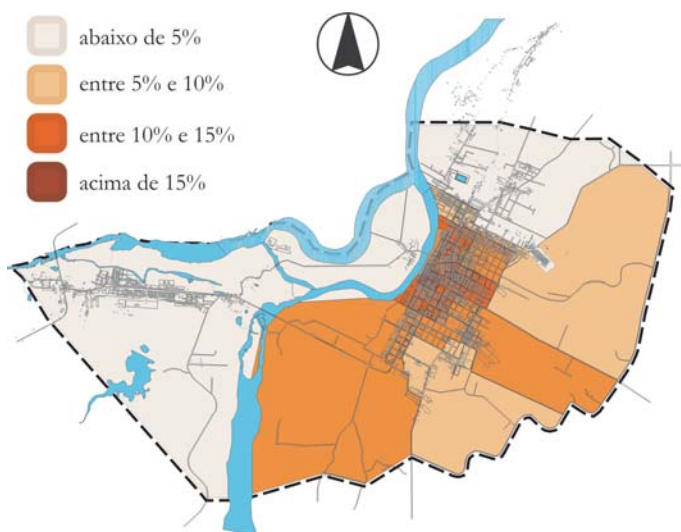 abaixo de 5%
entre 5% e 10%
entre 10% e 15%
acima de 15%